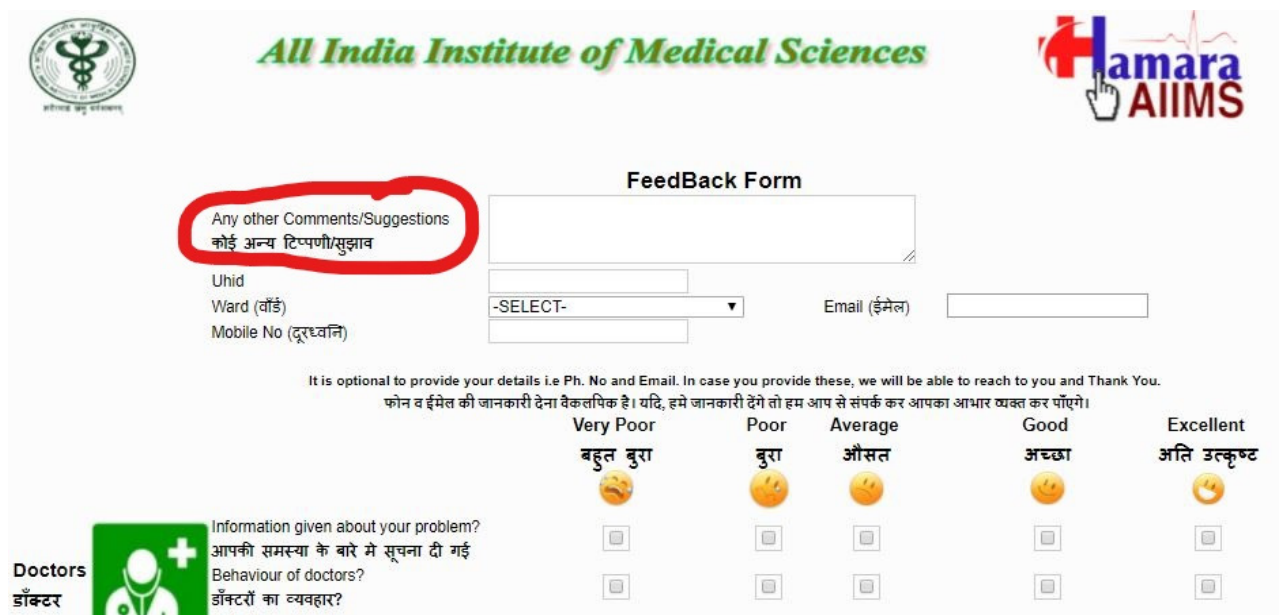 All India Institute of Medical Sciences
Hamara
AIIMS
FeedBack Form
Any other Comments/Suggestions
कोई अन्य टिप्पणी/सुझाव
Uhid
Ward (वॉर्ड) -SELECT- Email (ईमेल)
Mobile No (दूरध्वनि)
It is optional to provide your details i.e Ph. No and Email. In case you provide these, we will be able to reach to you and Thank You.
फोन व ईमेल की जानकारी देना वैकलपिक है। यदि, हमे जानकारी देंगे तो हम आप से संपर्क कर आपका आभार व्यक्त कर पाँएगे।
Very Poor Poor Average Good Excellent
बहुत बुरा बुरा औसत अच्छा अति उत्कृष्ट
Information given about your problem?
आपकी समस्या के बारे मे सूचना दी गई
Doctors
डॉक्टर
Behaviour of doctors?
डॉक्टरों का व्यवहार?